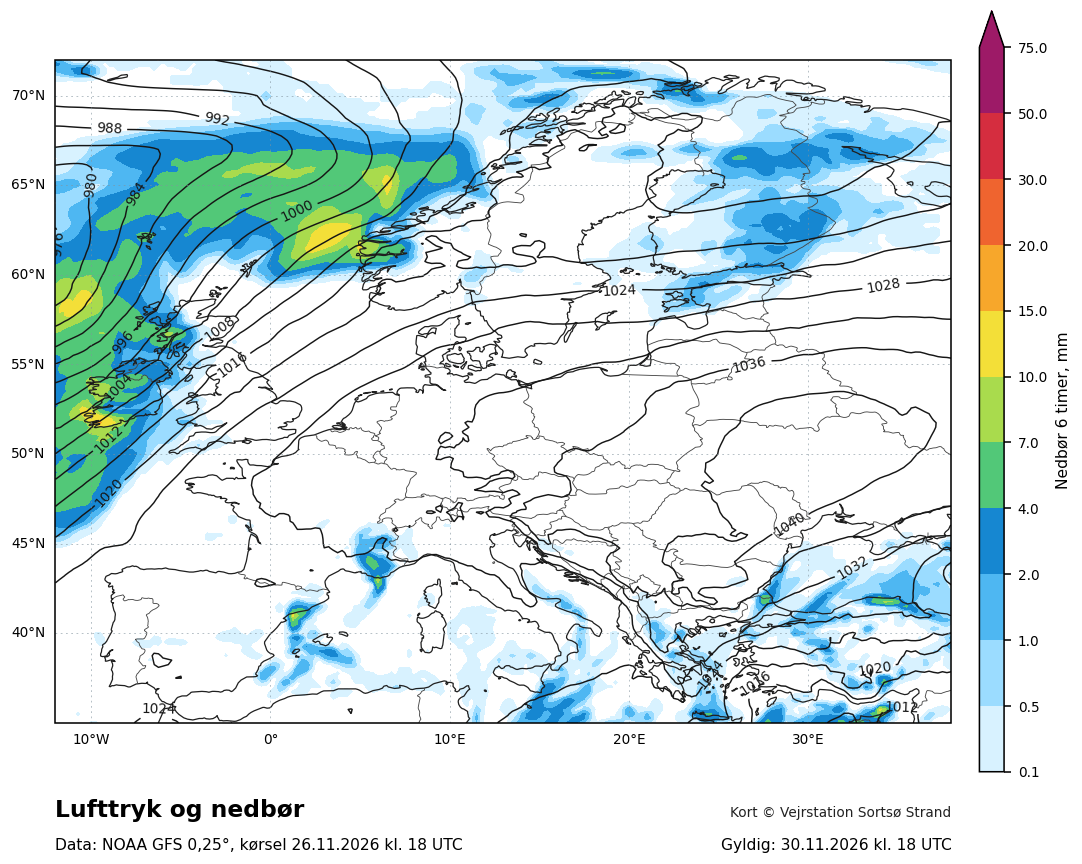 75.0
50.0
30.0
20.0
15.0
10.0
7.0
4.0
2.0
1.0
0.5
0.1
Nedbør 6 timer, mm
70°N
65°N
60°N
55°N
50°N
45°N
40°N
10°W
0°
10°E
20°E
30°E
988
992
980
984
976
1000
996
1004
1008
1012
1016
1020
1024
1028
1036
1040
1032
1024
1020
1016
1012
1024
Lufttryk og nedbør
Kort © Vejrstation Sortsø Strand
Data: NOAA GFS 0,25°, kørsel 26.11.2026 kl. 18 UTC
Gyldig: 30.11.2026 kl. 18 UTC